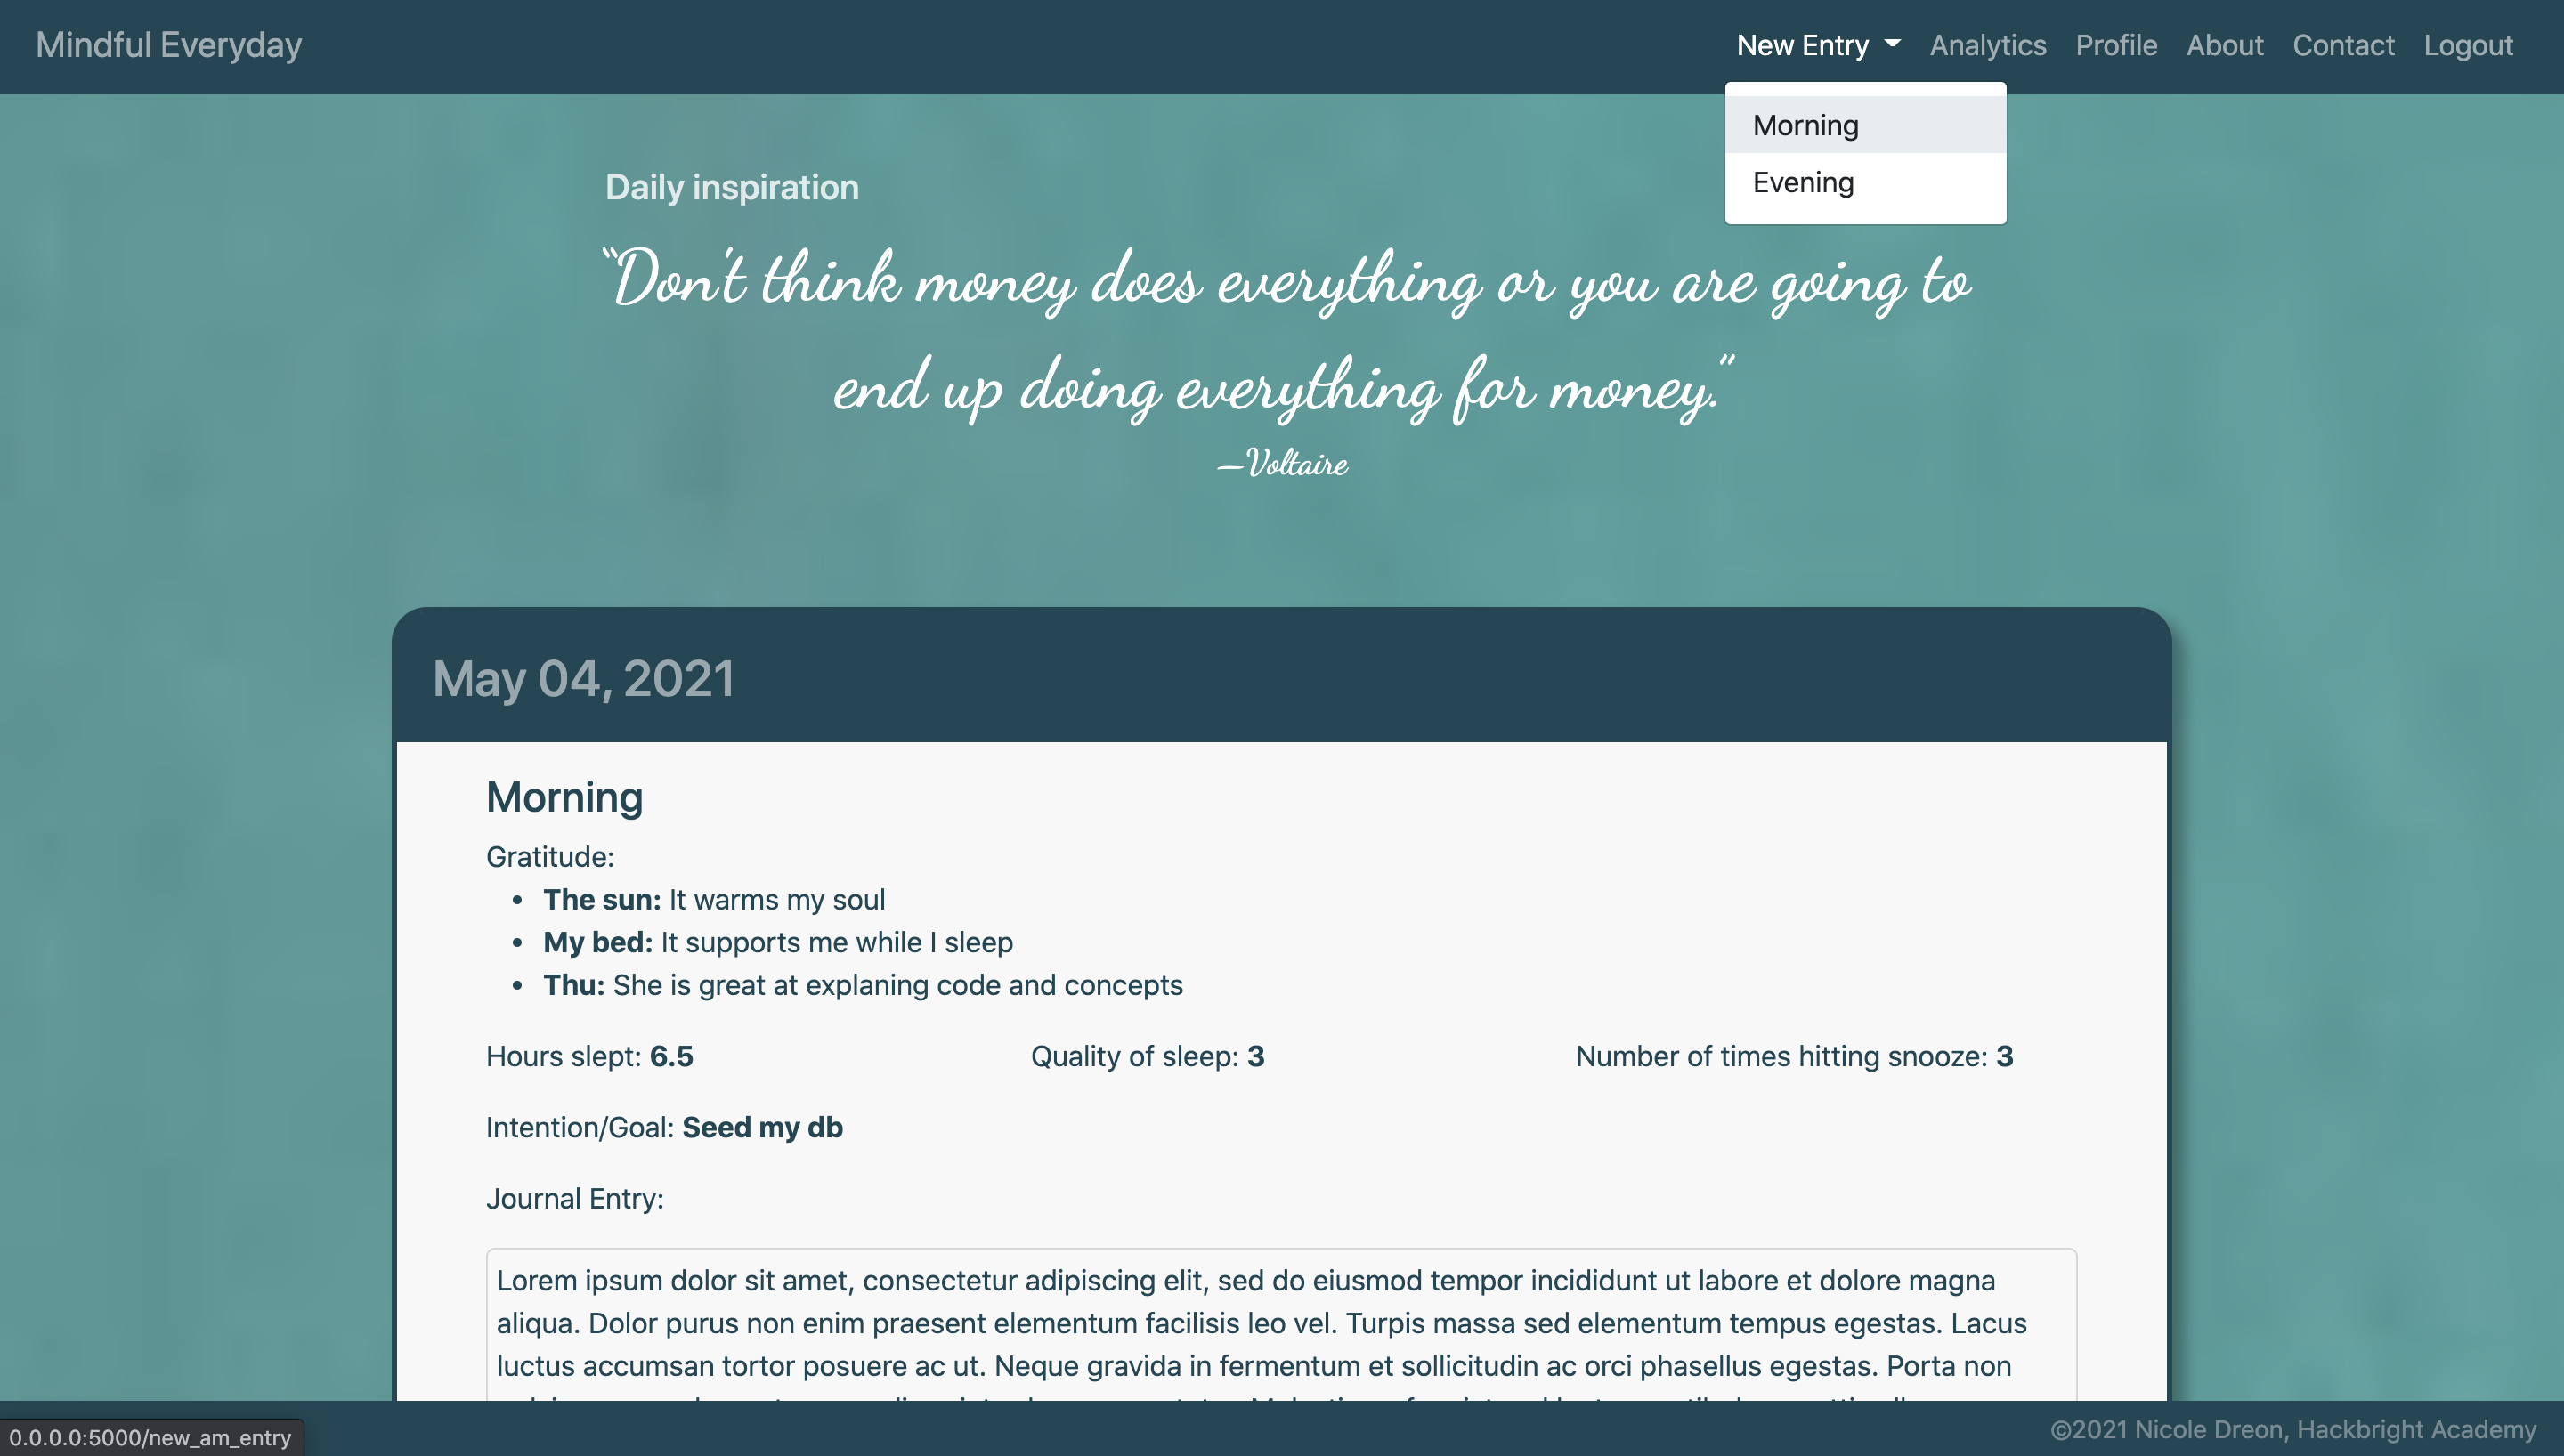 Mindful Everyday
New Entry Analytics Profile About Contact Logout
Morning
Evening
Daily inspiration
“Don't think money does everything or you are going to
end up doing everything for money.”
—Voltaire
May 04, 2021
Morning
Gratitude:
• The sun: It warms my soul
• My bed: It supports me while I sleep
• Thu: She is great at explaning code and concepts
Hours slept: 6.5 Quality of sleep: 3 Number of times hitting snooze: 3
Intention/Goal: Seed my db
Journal Entry:
Lorem ipsum dolor sit amet, consectetur adipiscing elit, sed do eiusmod tempor incididunt ut labore et dolore magna
aliqua. Dolor purus non enim praesent elementum facilisis leo vel. Turpis massa sed elementum tempus egestas. Lacus
luctus accumsan tortor posuere ac ut. Neque gravida in fermentum et sollicitudin ac orci phasellus egestas. Porta non
0.0.0.0:5000/new_am_entry
©2021 Nicole Dreon, Hackbright Academy